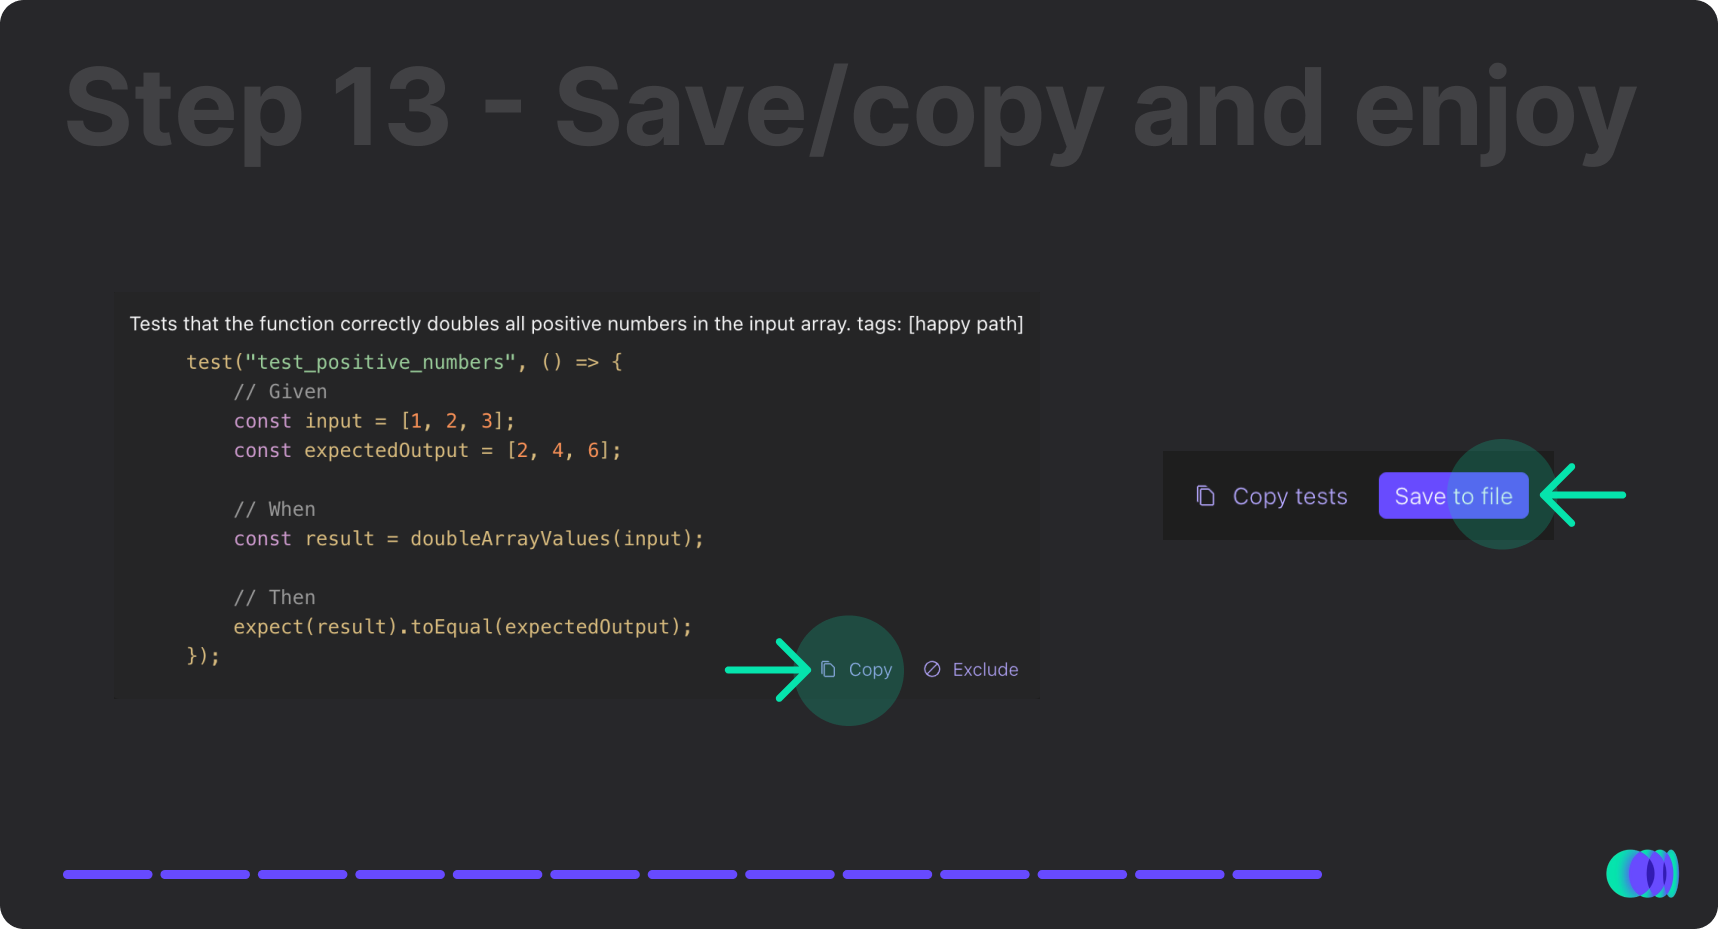 Step 13 - Save/copy and enjoy
Tests that the function correctly doubles all positive numbers in the input array. tags: [happy path]
test("test_positive_numbers", () => {
    // Given
    const input = [1, 2, 3];
    const expectedOutput = [2, 4, 6];

    // When
    const result = doubleArrayValues(input);

    // Then
    expect(result).toEqual(expectedOutput);
});
Copy Exclude
Copy tests Save to file